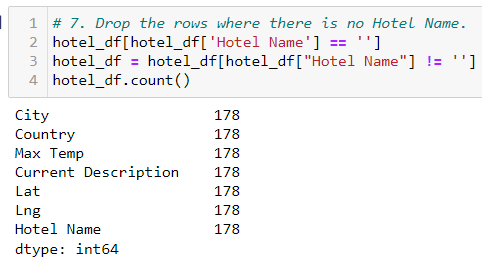 1 # 7. Drop the rows where there is no Hotel Name.
2 hotel_df[hotel_df['Hotel Name'] == '']
3 hotel_df = hotel_df[hotel_df["Hotel Name"] != '']
4 hotel_df.count()
City 178
Country 178
Max Temp 178
Current Description 178
Lat 178
Lng 178
Hotel Name 178
dtype: int64